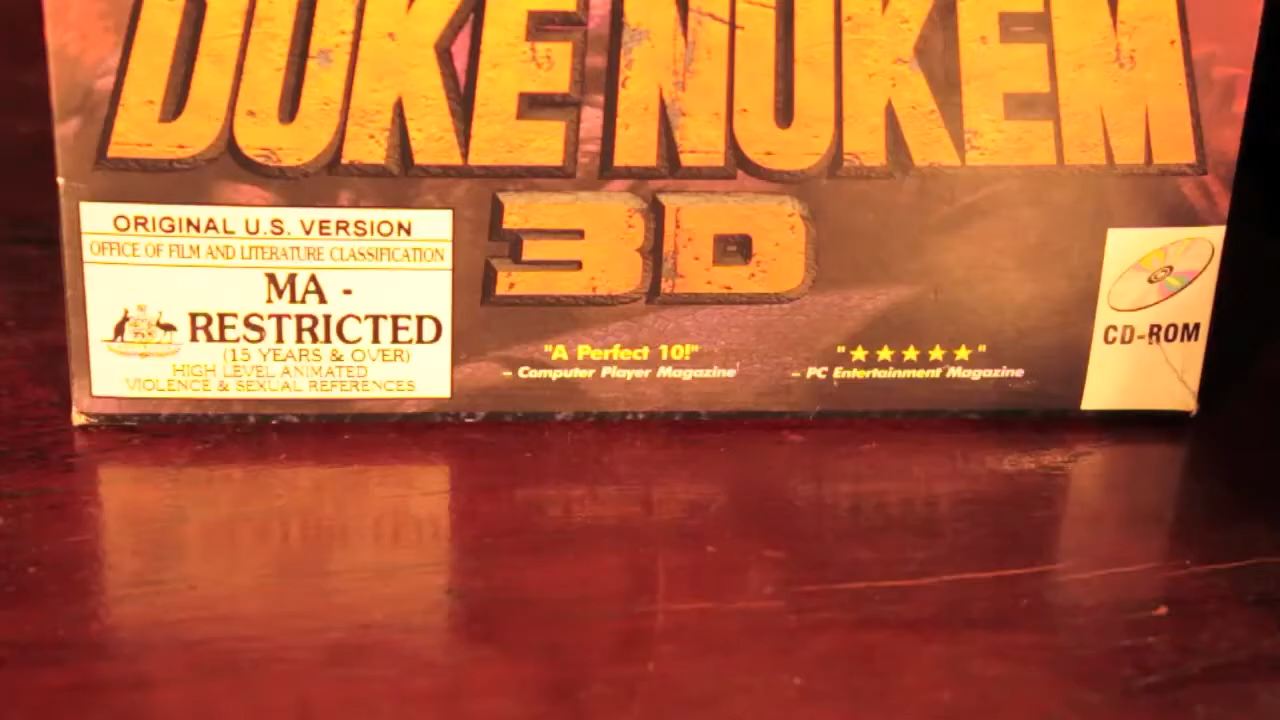 DUKE NUKEM
3D
ORIGINAL U.S. VERSION
OFFICE OF FILM AND LITERATURE CLASSIFICATION
MA -
RESTRICTED
(15 YEARS & OVER)
HIGH LEVEL ANIMATED
VIOLENCE & SEXUAL REFERENCES
"A Perfect 10!"
– Computer Player Magazine
"★★★★★"
– PC Entertainment Magazine
CD-ROM